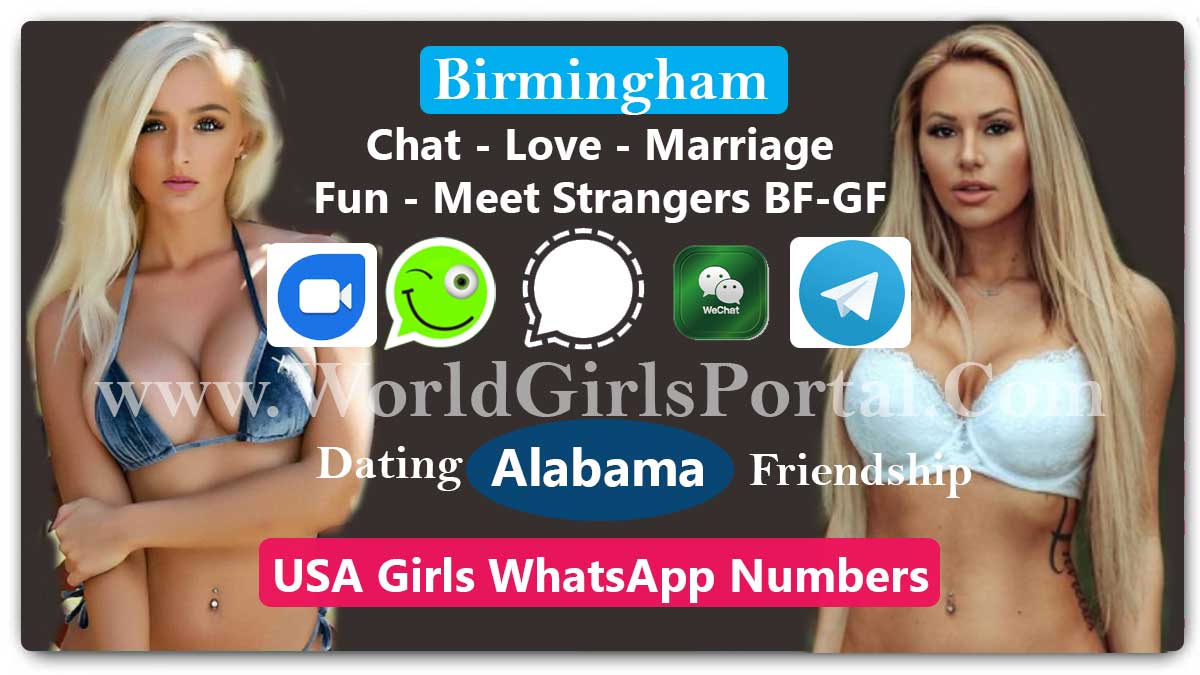 Birmingham
Chat - Love - Marriage
Fun - Meet Strangers BF-GF
WeChat
www.WorldGirlsPortal.Com
Dating Alabama Friendship
USA Girls WhatsApp Numbers